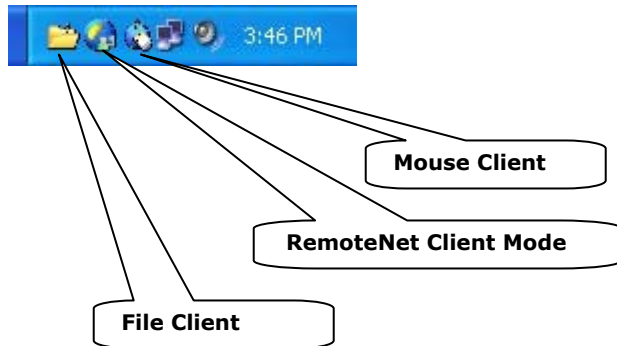 3:46 PM
Mouse Client
RemoteNet Client Mode
File Client